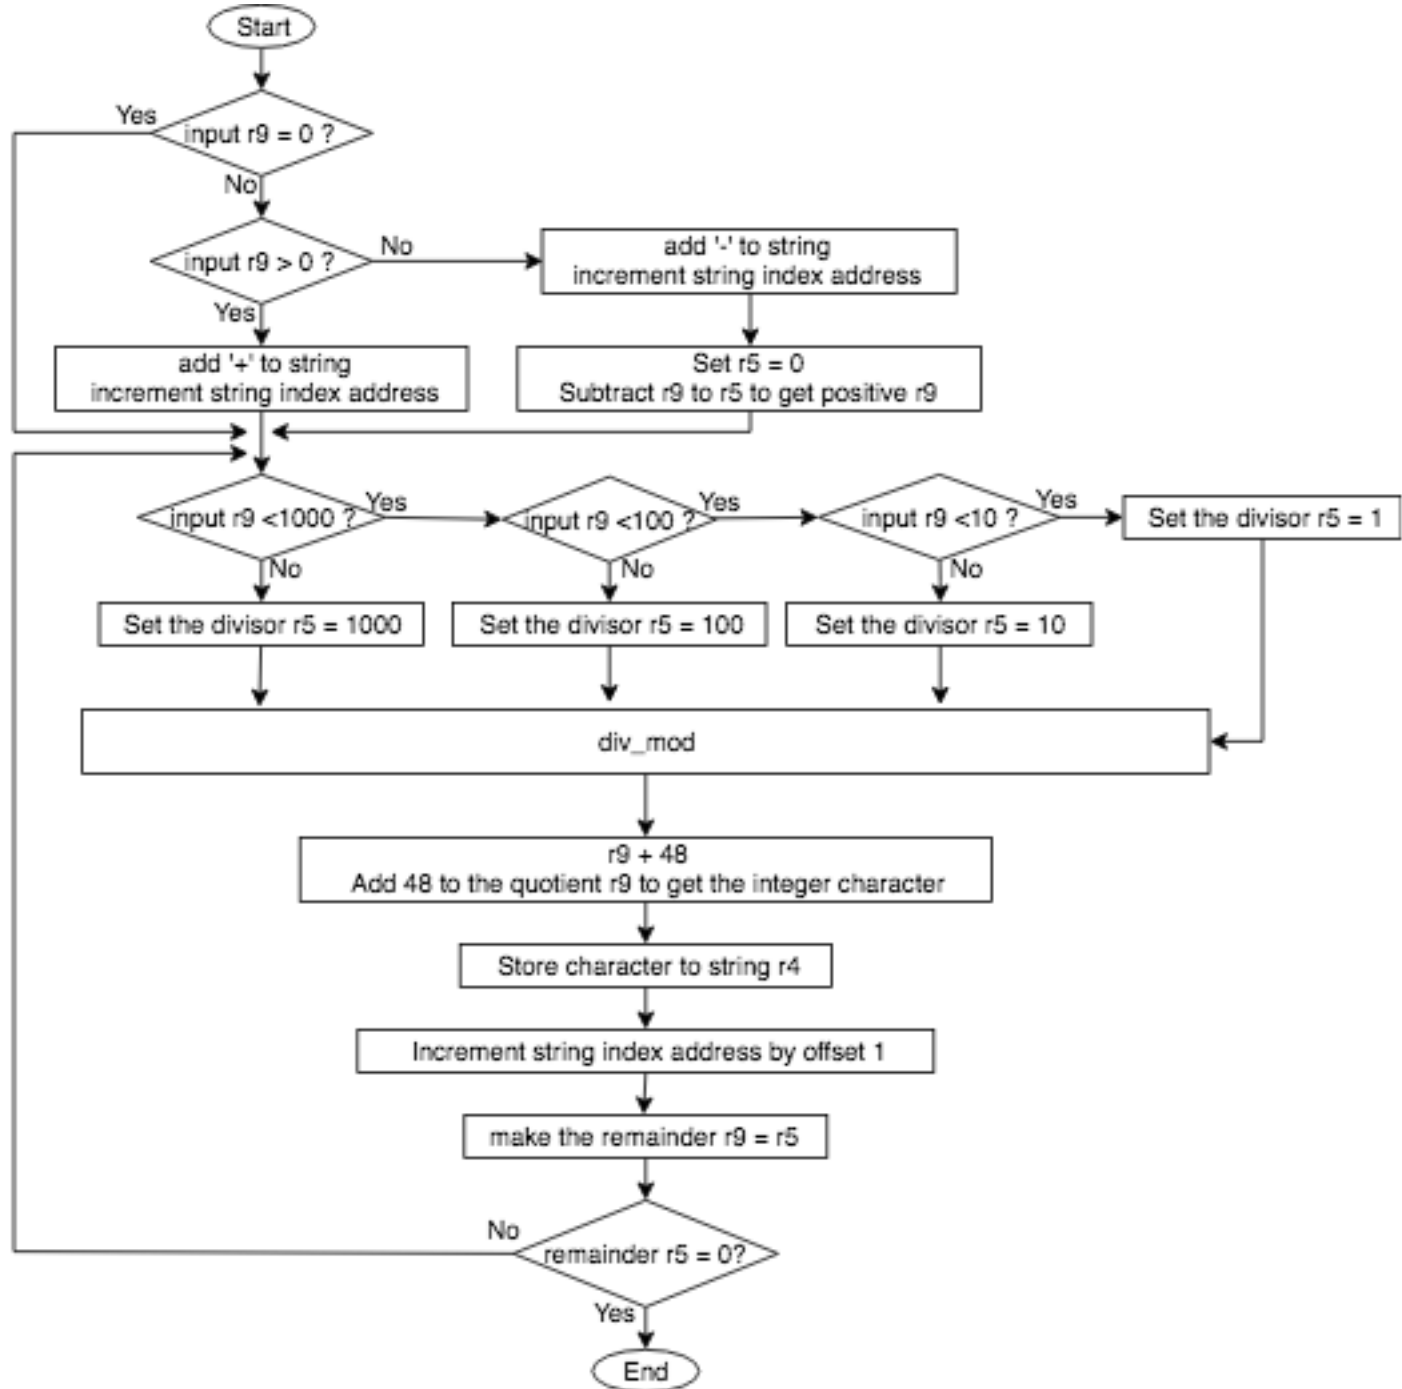 Start
input r9 = 0 ?
Yes
No
input r9 > 0 ?
No
Yes
add '-' to string
increment string index address
add '+' to string
increment string index address
Set r5 = 0
Subtract r9 to r5 to get positive r9
input r9 <1000 ?
Yes
No
input r9 <100 ?
Yes
No
input r9 <10 ?
Yes
No
Set the divisor r5 = 1
Set the divisor r5 = 1000
Set the divisor r5 = 100
Set the divisor r5 = 10
div_mod
r9 + 48
Add 48 to the quotient r9 to get the integer character
Store character to string r4
Increment string index address by offset 1
make the remainder r9 = r5
remainder r5 = 0?
No
Yes
End